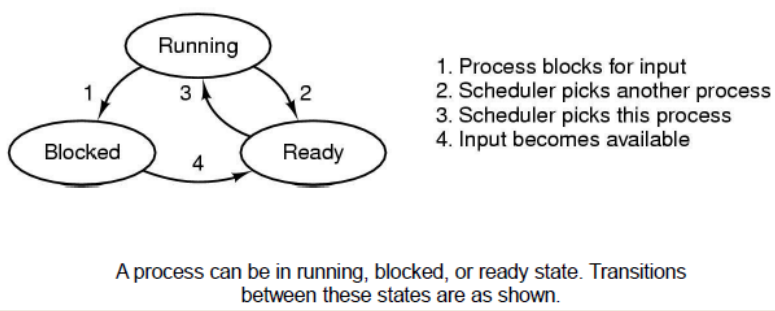 Running
1
3
2
Blocked
4
Ready
1. Process blocks for input
2. Scheduler picks another process
3. Scheduler picks this process
4. Input becomes available
A process can be in running, blocked, or ready state. Transitions
between these states are as shown.